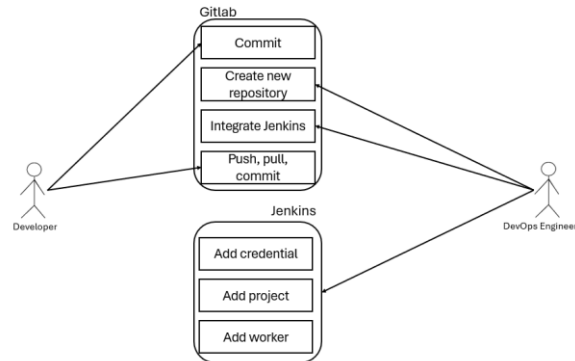 Gitlab
Commit
Create new
repository
Integrate Jenkins
Push, pull,
commit
Developer
DevOps Engineer
Jenkins
Add credential
Add project
Add worker